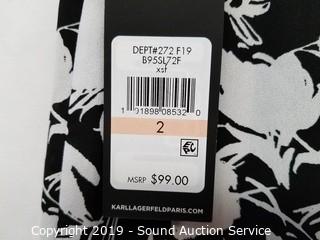 DEPT#272 F19
B95SL72F
xsf
1 91898 08532 0
2
MSRP $99.00
KARLLAGERFELDPARIS.COM
Copyright 2019 - Sound Auction Service